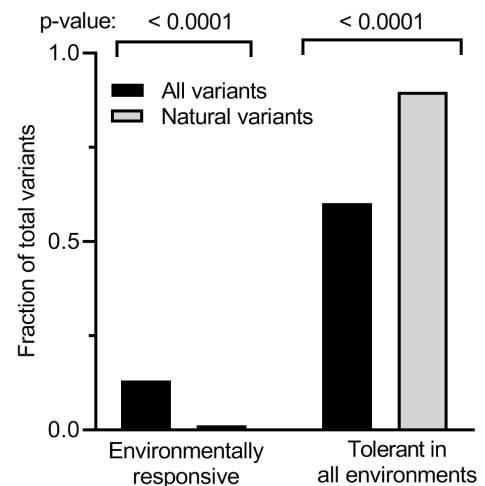 p-value: < 0.0001 < 0.0001
1.0
All variants
Natural variants
Fraction of total variants
0.5
0.0
Environmentally
responsive
Tolerant in
all environments